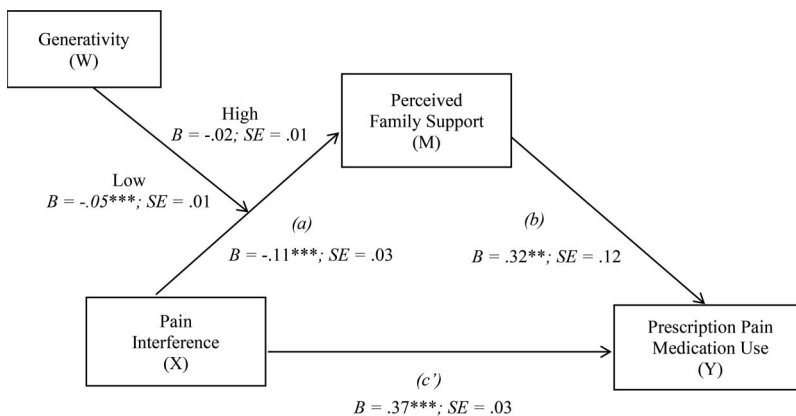 Generativity
(W)
High
B = -.02; SE = .01
Perceived
Family Support
(M)
Low
B = -.05***; SE = .01
(a)
B = -.11***; SE = .03
(b)
B = .32**; SE = .12
Pain
Interference
(X)
Prescription Pain
Medication Use
(Y)
(c’)
B = .37***; SE = .03